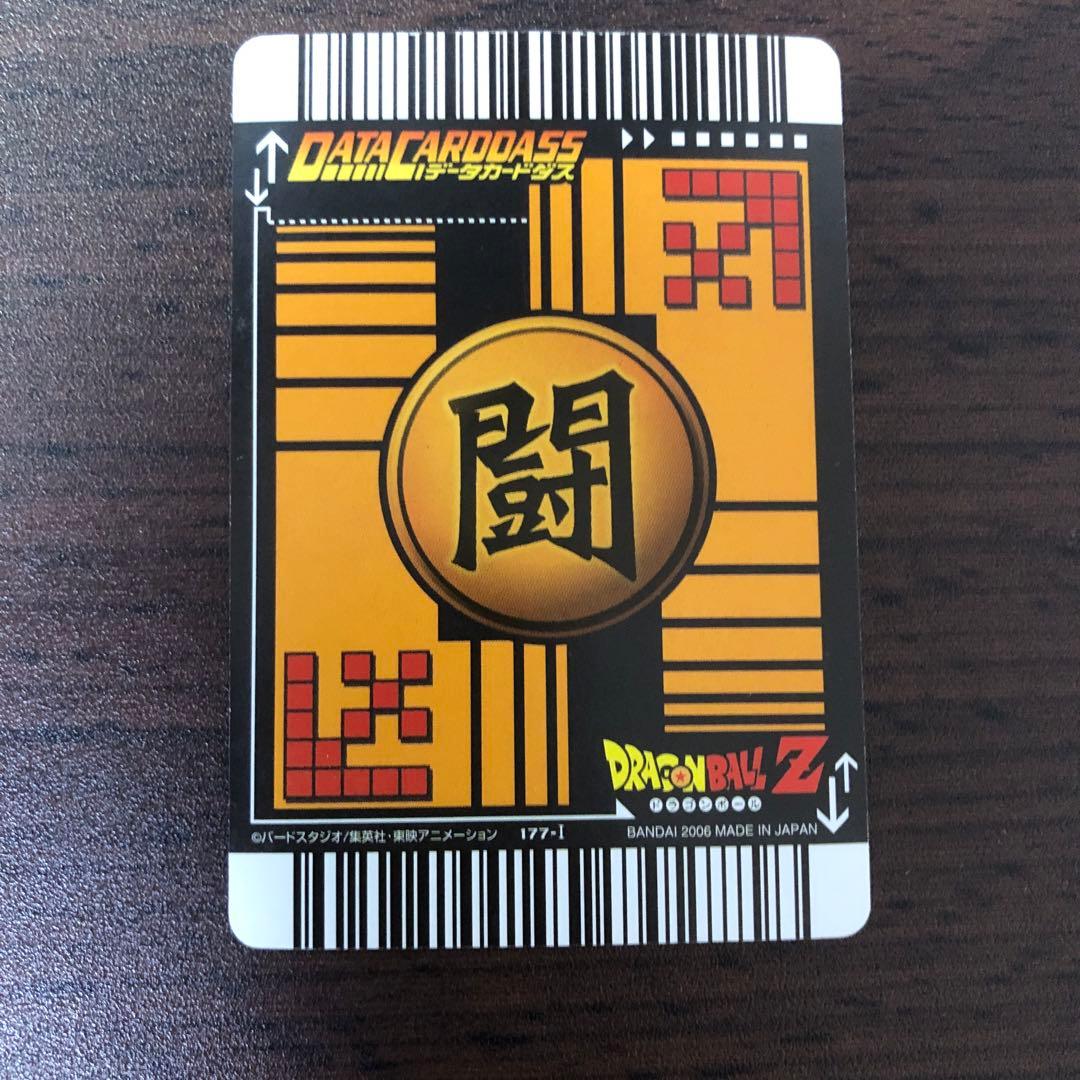 DATACARDDASS
データカードダス
闘
DRAGON BALL Z
ドラゴンボール
©バードスタジオ/集英社・東映アニメーション 177-I BANDAI 2006 MADE IN JAPAN